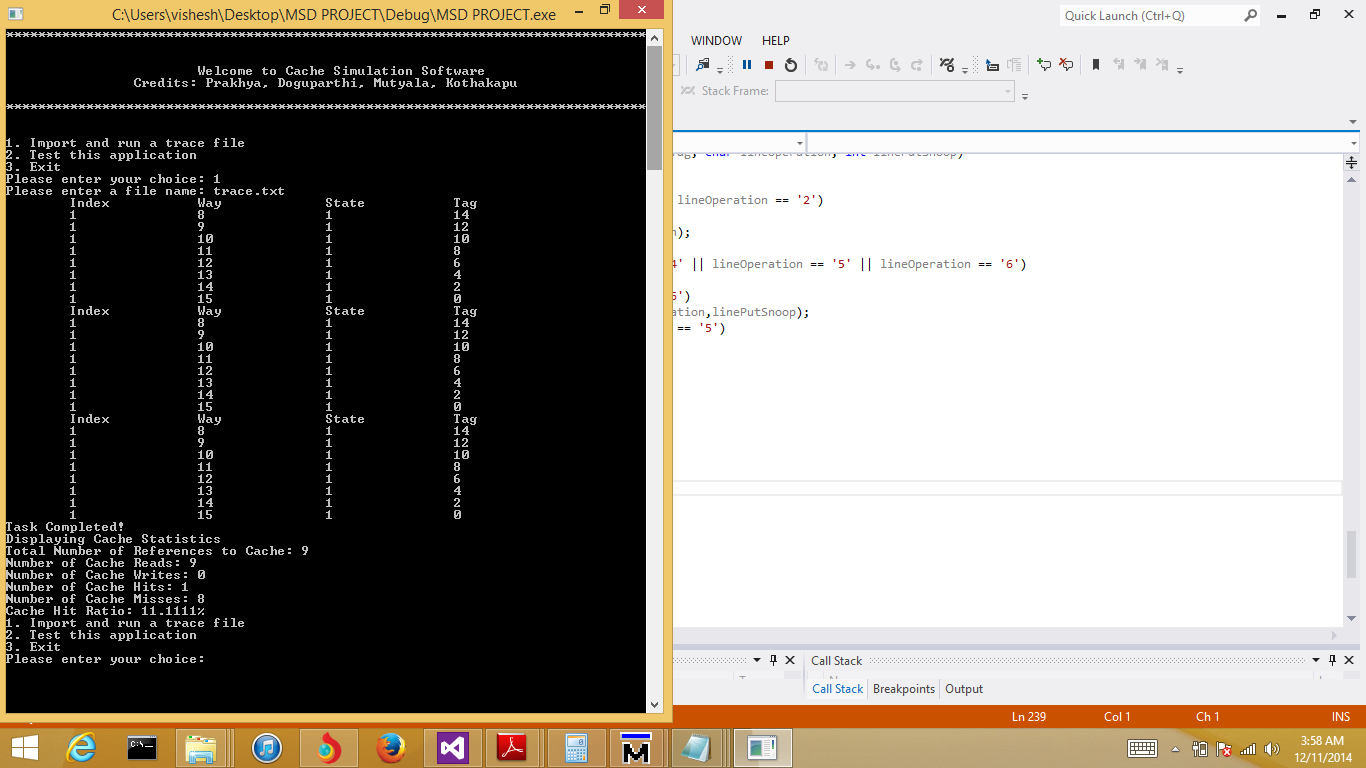 C:\Users\vishesh\Desktop\MSD PROJECT\Debug\MSD PROJECT.exe
********************************************************************************
Welcome to Cache Simulation Software
Credits: Prakhya, Doguparthi, Mutyala, Kothakapu
********************************************************************************
1. Import and run a trace file
2. Test this application
3. Exit
Please enter your choice: 1
Please enter a file name: trace.txt
Index Way State Tag
1 8 1 14
1 9 1 12
1 10 1 10
1 11 1 8
1 12 1 6
1 13 1 4
1 14 1 2
1 15 1 0
Index Way State Tag
1 8 1 14
1 9 1 12
1 10 1 10
1 11 1 8
1 12 1 6
1 13 1 4
1 14 1 2
1 15 1 0
Index Way State Tag
1 8 1 14
1 9 1 12
1 10 1 10
1 11 1 8
1 12 1 6
1 13 1 4
1 14 1 2
1 15 1 0
Task Completed!
Displaying Cache Statistics
Total Number of References to Cache: 9
Number of Cache Reads: 9
Number of Cache Writes: 0
Number of Cache Hits: 1
Number of Cache Misses: 8
Cache Hit Ratio: 11.1111%
1. Import and run a trace file
2. Test this application
3. Exit
Please enter your choice:
Quick Launch (Ctrl+Q)
WINDOW HELP
Stack Frame:
lineOperation, int linePutSnoop)
lineOperation == '2')
);
4' || lineOperation == '5' || lineOperation == '6')
')
ation,linePutSnoop);
== '5')
Call Stack
Call Stack Breakpoints Output
Ln 239 Col 1 Ch 1 INS
C:\
3:58 AM
12/11/2014